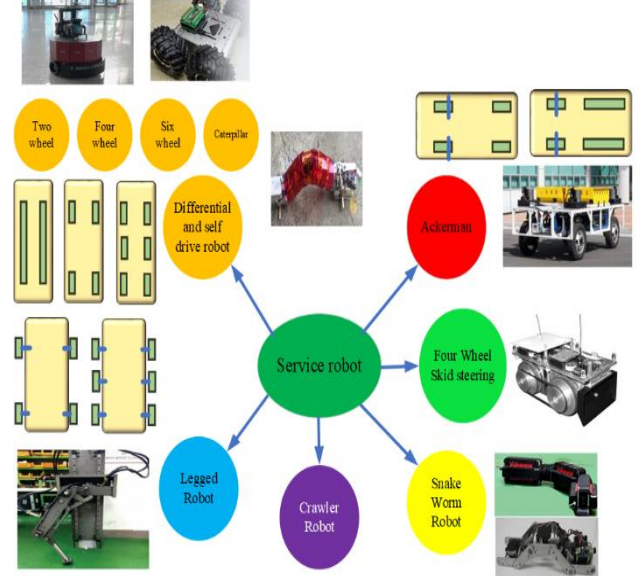 Two
wheel
Four
wheel
Six
wheel
Caterpillar
Differential
and self
drive robot
Ackerman
Service robot
Four Wheel
Skid steering
Legged
Robot
Crawler
Robot
Snake
Worm
Robot